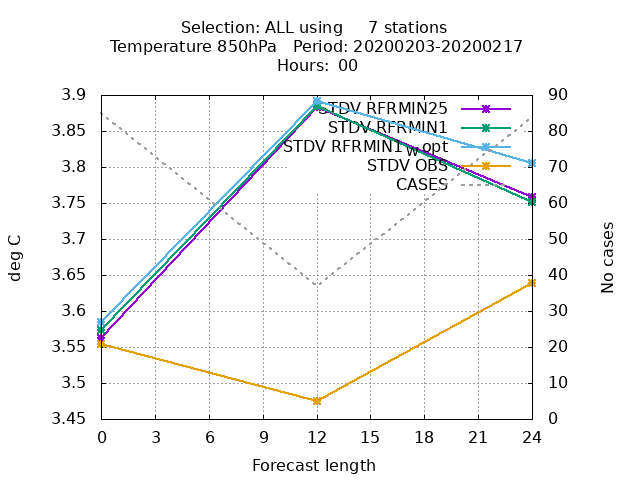 Selection: ALL using 7 stations
Temperature 850hPa Period: 20200203-20200217
Hours: 00
3.9
3.85
3.8
3.75
3.7
3.65
3.6
3.55
3.5
3.45
deg C
STDV RFRMIN25
STDV RFRMIN1
STDV RFRMIN1w opt
STDV OBS
CASES
90
80
70
60
50
40
30
20
10
0
No cases
0 3 6 9 12 15 18 21 24
Forecast length